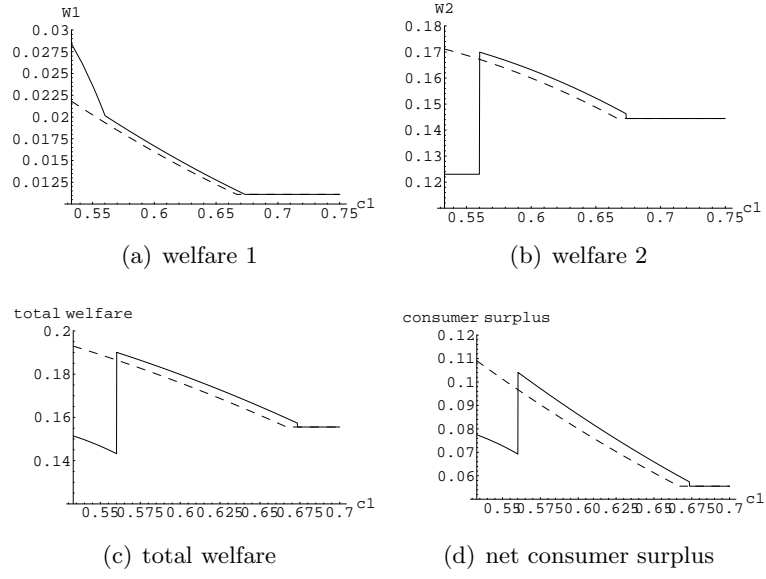 W1
0.03
0.0275
0.025
0.0225
0.02
0.0175
0.015
0.0125
0.55 0.6 0.65 0.7 0.75 c1
(a) welfare 1
W2
0.18
0.17
0.16
0.15
0.14
0.13
0.12
0.55 0.6 0.65 0.7 0.75 c1
(b) welfare 2
total welfare
0.2
0.18
0.16
0.14
0.55 0.575 0.6 0.625 0.65 0.675 0.7 c1
(c) total welfare
consumer surplus
0.12
0.11
0.1
0.09
0.08
0.07
0.06
0.55 0.575 0.6 0.625 0.65 0.675 0.7 c1
(d) net consumer surplus